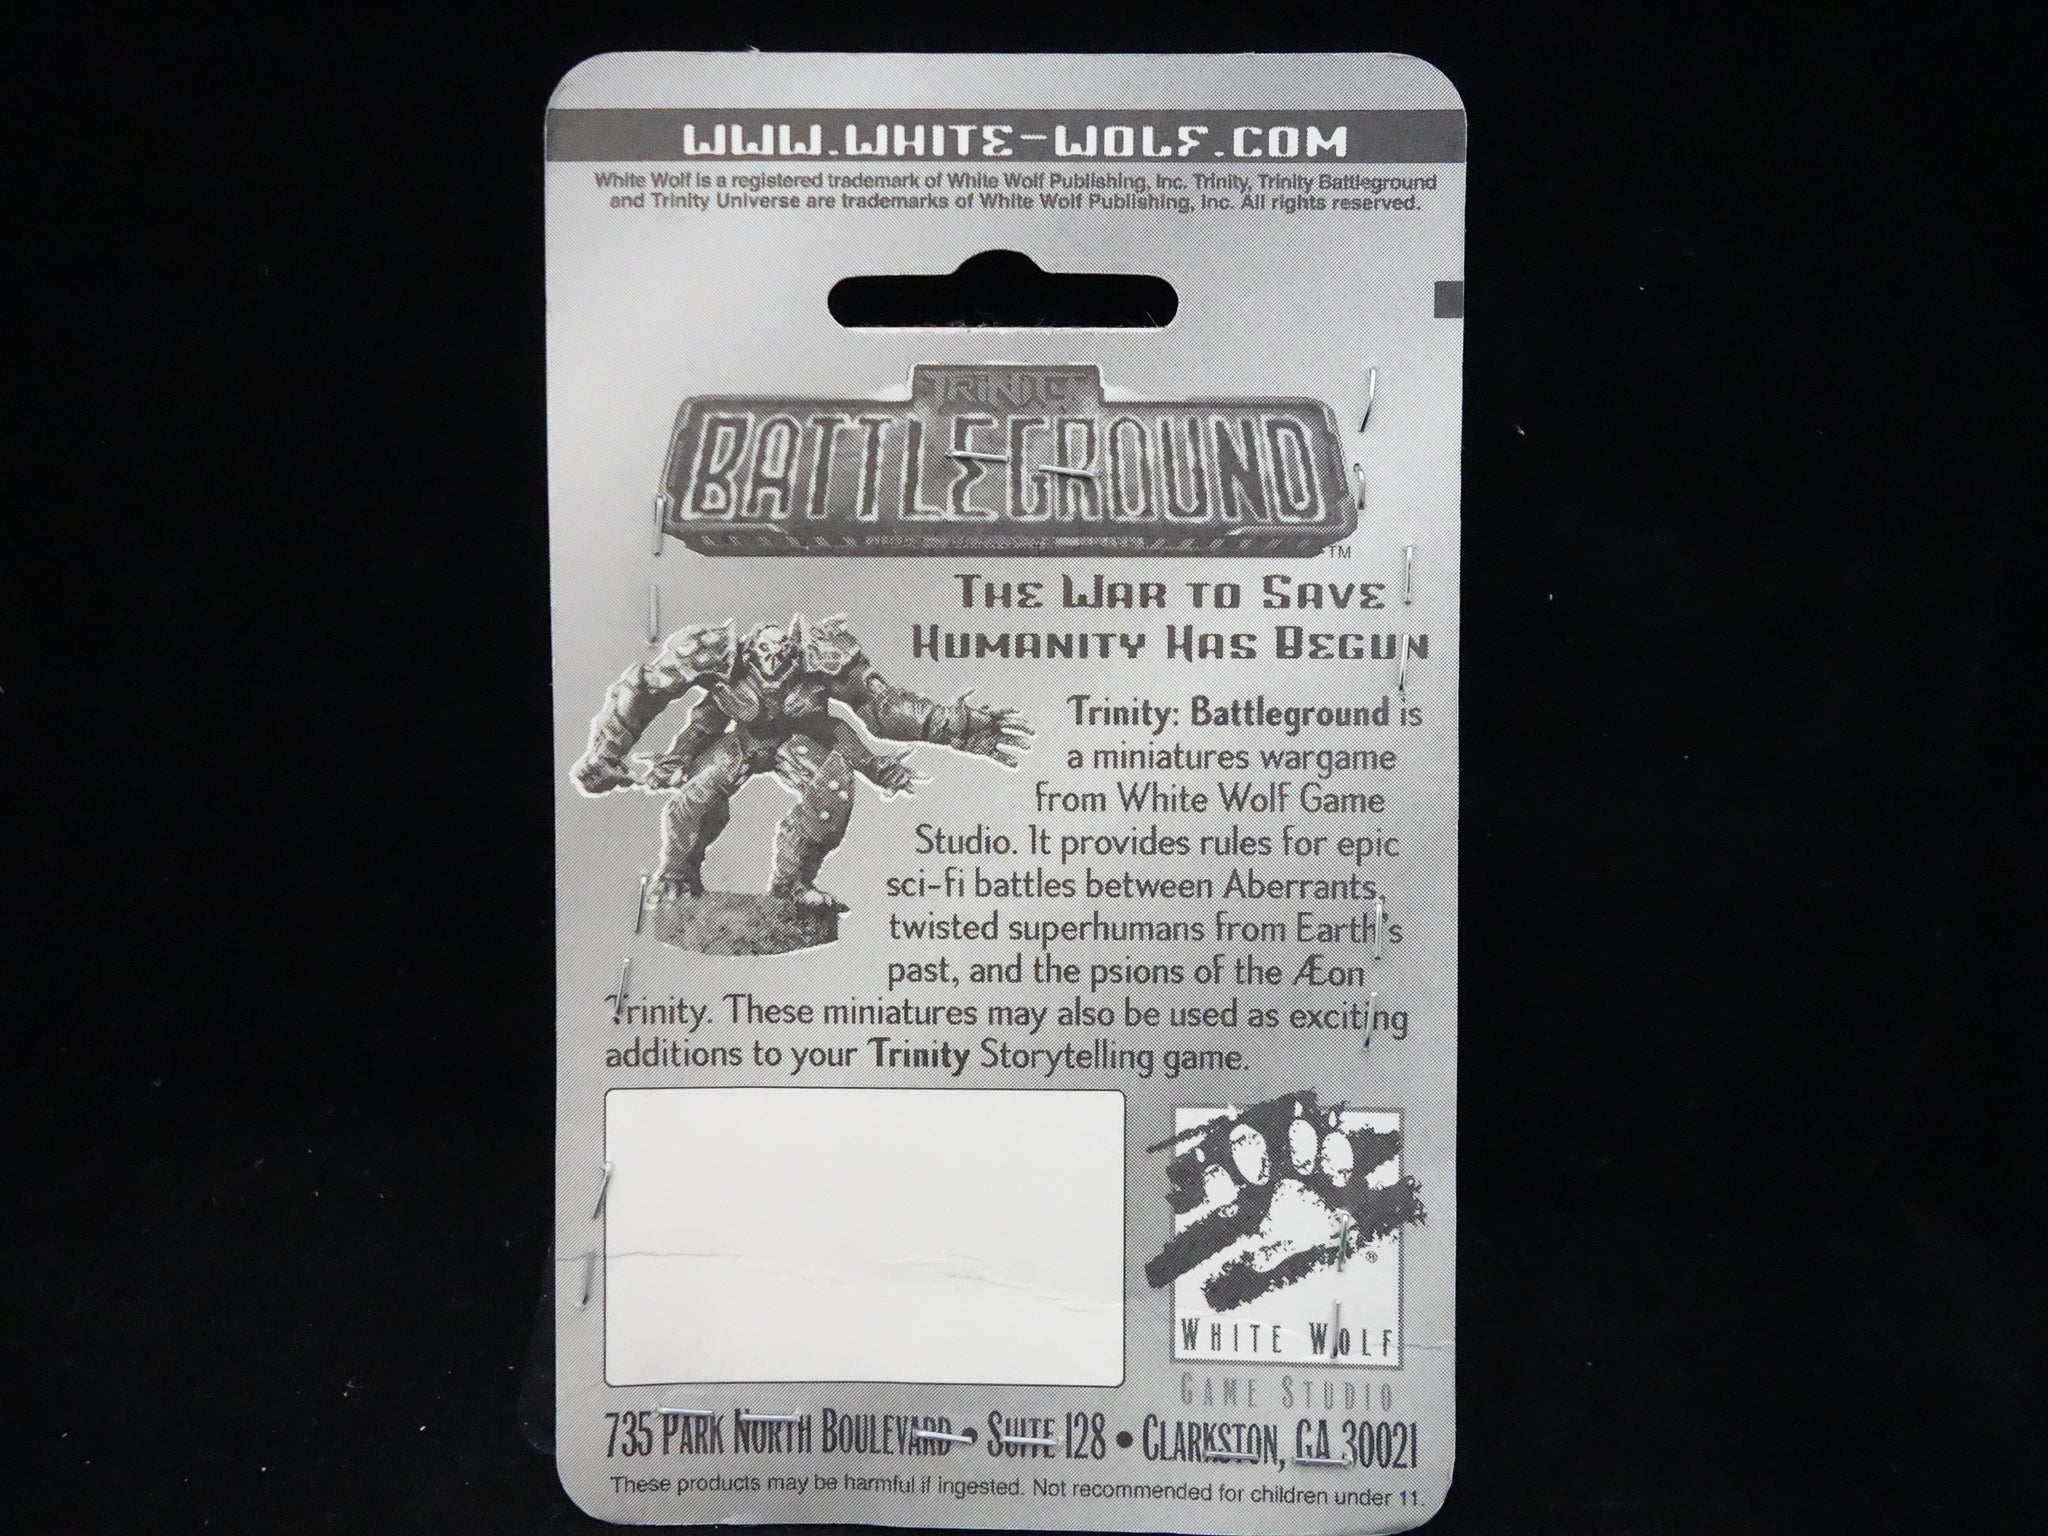 WWW.WHITE-WOLF.COM
White Wolf is a registered trademark of White Wolf Publishing, Inc. Trinity, Trinity Battleground
and Trinity Universe are trademarks of White Wolf Publishing, Inc. All rights reserved.
TRINITY
BATTLEGROUND
TM
THE WAR TO SAVE
HUMANITY HAS BEGUN
Trinity: Battleground is
a miniatures wargame
from White Wolf Game
Studio. It provides rules for epic
sci-fi battles between Aberrants,
twisted superhumans from Earth's
past, and the psions of the Æon
Trinity. These miniatures may also be used as exciting
additions to your Trinity Storytelling game.
®
WHITE WOLF
GAME STUDIO
735 PARK NORTH BOULEVARD • SUITE 128 • CLARKSTON, GA 30021
These products may be harmful if ingested. Not recommended for children under 11.